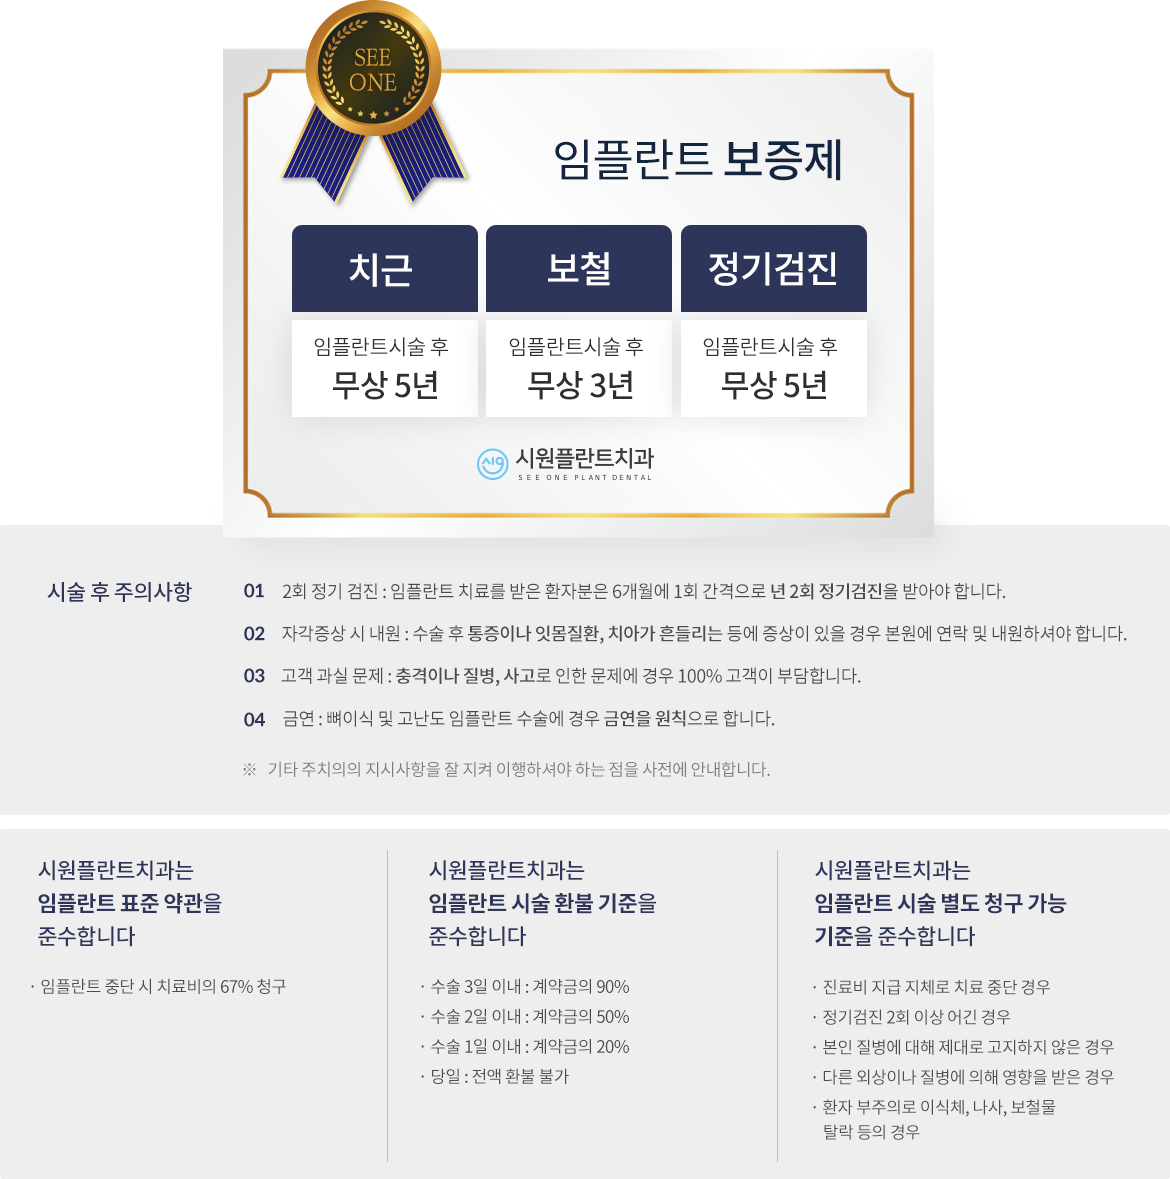 SEE
ONE
임플란트 보증제
치근
보철
정기검진
임플란트시술 후
무상 5년
임플란트시술 후
무상 3년
임플란트시술 후
무상 5년
시원
시원플란트치과
SEE ONE PLANT DENTAL
시술 후 주의사항
01 2회 정기 검진 : 임플란트 치료를 받은 환자분은 6개월에 1회 간격으로 년 2회 정기검진을 받아야 합니다.
02 자각증상 시 내원 : 수술 후 통증이나 잇몸질환, 치아가 흔들리는 등에 증상이 있을 경우 본원에 연락 및 내원하셔야 합니다.
03 고객 과실 문제 : 충격이나 질병, 사고로 인한 문제에 경우 100% 고객이 부담합니다.
04 금연 : 뼈이식 및 고난도 임플란트 수술에 경우 금연을 원칙으로 합니다.
※ 기타 주치의의 지시사항을 잘 지켜 이행하셔야 하는 점을 사전에 안내합니다.
시원플란트치과는
임플란트 표준 약관을
준수합니다
· 임플란트 중단 시 치료비의 67% 청구
시원플란트치과는
임플란트 시술 환불 기준을
준수합니다
· 수술 3일 이내 : 계약금의 90%
· 수술 2일 이내 : 계약금의 50%
· 수술 1일 이내 : 계약금의 20%
· 당일 : 전액 환불 불가
시원플란트치과는
임플란트 시술 별도 청구 가능
기준을 준수합니다
· 진료비 지급 지체로 치료 중단 경우
· 정기검진 2회 이상 어긴 경우
· 본인 질병에 대해 제대로 고지하지 않은 경우
· 다른 외상이나 질병에 의해 영향을 받은 경우
· 환자 부주의로 이식체, 나사, 보철물
탈락 등의 경우